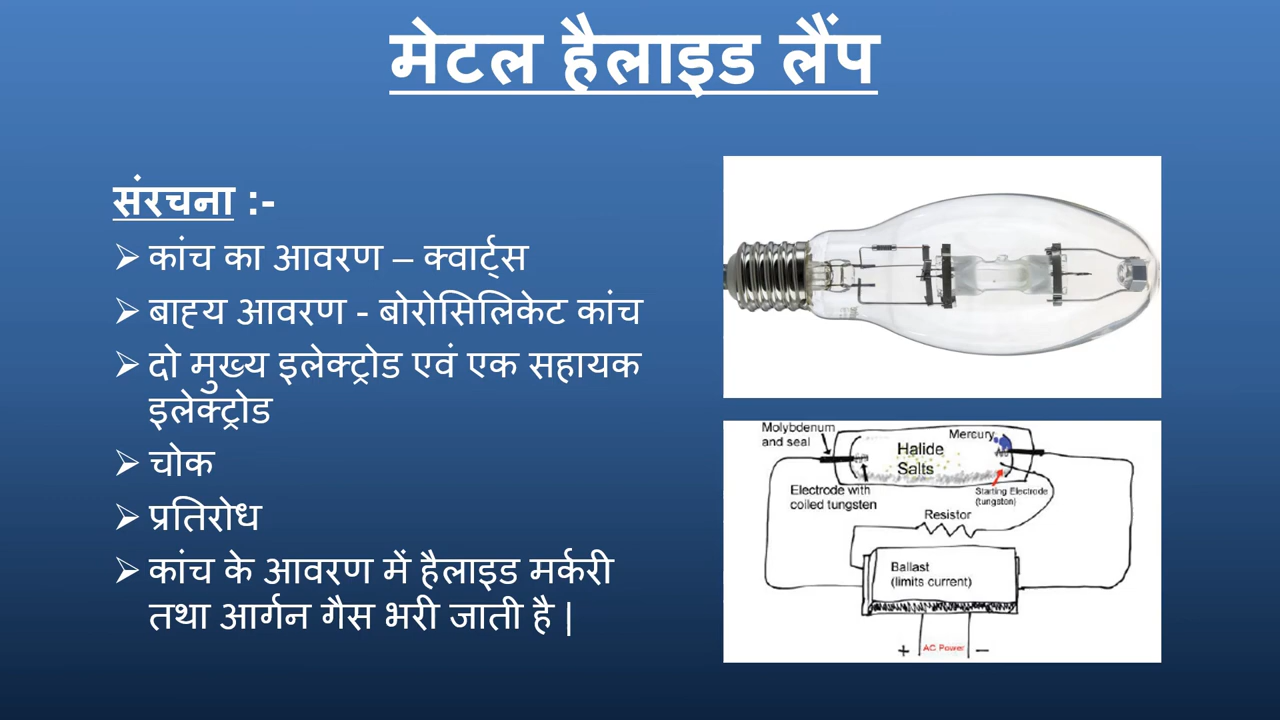 मेटल हैलाइड लैंप
संरचना :-
➢ कांच का आवरण – क्वार्ट्स
➢ बाह्य आवरण - बोरोसिलिकेट कांच
➢ दो मुख्य इलेक्ट्रोड एवं एक सहायक
इलेक्ट्रोड
➢ चोक
➢ प्रतिरोध
➢ कांच के आवरण में हैलाइड मर्करी
तथा आर्गन गैस भरी जाती है |
Molybdenum
and seal
Halide
Salts
Mercury
Electrode with
coiled tungsten
Starting Electrode
(tungston)
Resistor
Ballast
(limits current)
+ AC Power −